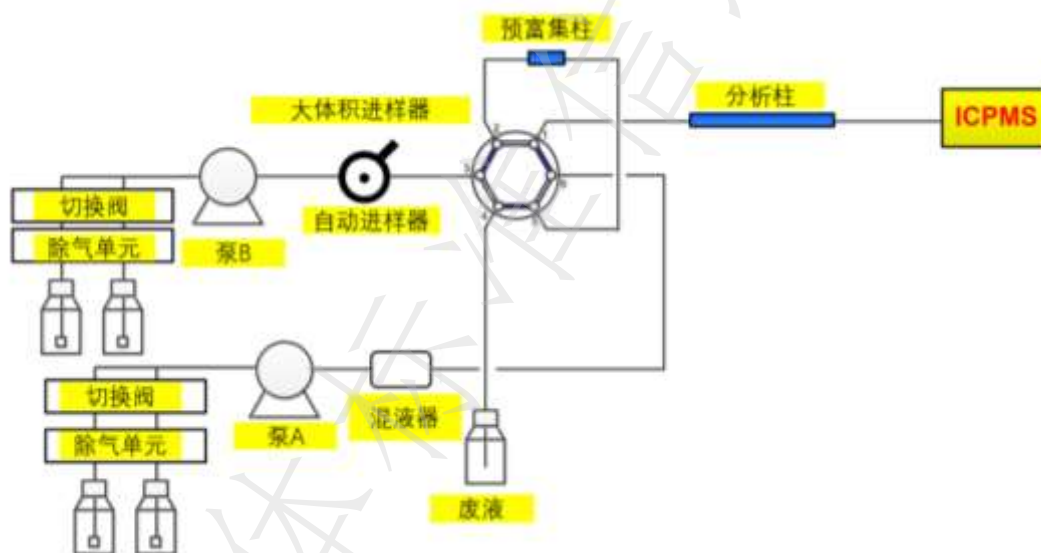 预富集柱
大体积进样器
分析柱
ICPMS
切换阀
自动进样器
除气单元
泵B
切换阀
混液器
泵A
除气单元
废液